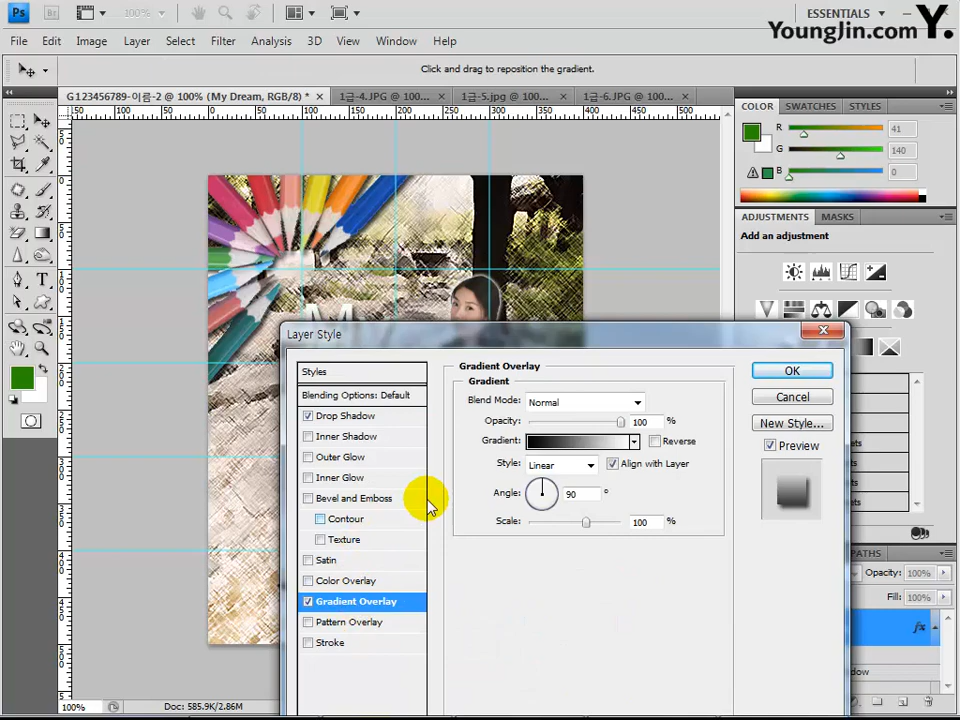 Ps Br 100% ESSENTIALS
YoungJin.com Y.
File Edit Image Layer Select Filter Analysis 3D View Window Help
Click and drag to reposition the gradient.
G123456789-이름-2 @ 100% (My Dream, RGB/8) * 1급-4.JPG @ 100... 1급-5.jpg @ 100... 1급-6.JPG @ 100...
COLOR SWATCHES STYLES
R 41
G 140
B 0
ADJUSTMENTS MASKS
Add an adjustment
M
Layer Style
Styles
Blending Options: Default
Drop Shadow
Inner Shadow
Outer Glow
Inner Glow
Bevel and Emboss
Contour
Texture
Satin
Color Overlay
Gradient Overlay
Pattern Overlay
Stroke
Gradient Overlay
Gradient
Blend Mode: Normal
Opacity: 100 %
Gradient: Reverse
Style: Linear Align with Layer
Angle: 90 °
Scale: 100 %
OK
Cancel
New Style...
Preview
PATHS
Opacity: 100%
Fill: 100%
fx
100% Doc: 585.9K/2.86M